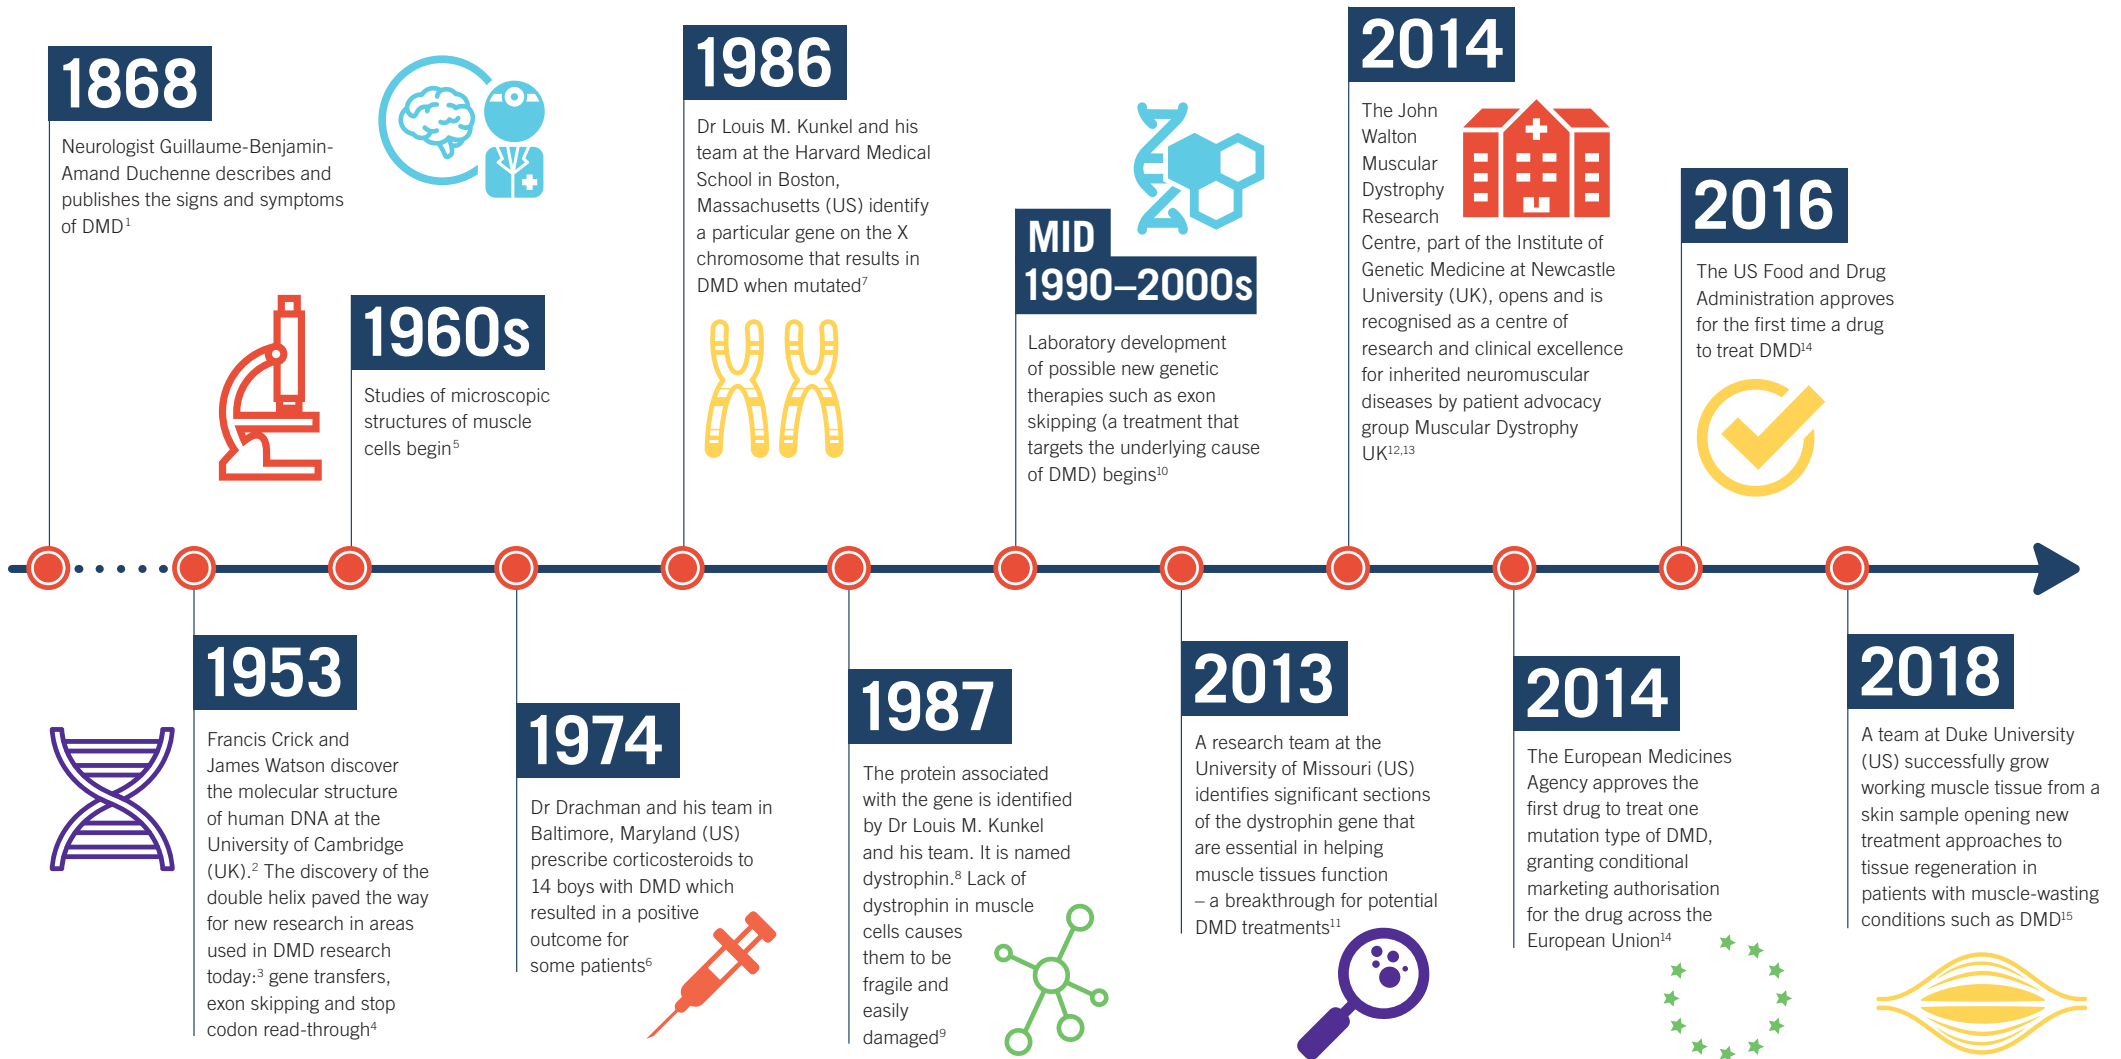 1868
Neurologist Guillaume-Benjamin-
Amand Duchenne describes and
publishes the signs and symptoms
of DMD1
1953
Francis Crick and
James Watson discover
the molecular structure
of human DNA at the
University of Cambridge
(UK).2 The discovery of the
double helix paved the way
for new research in areas
used in DMD research
today:3 gene transfers,
exon skipping and stop
codon read-through4
1960s
Studies of microscopic
structures of muscle
cells begin5
1974
Dr Drachman and his team in
Baltimore, Maryland (US)
prescribe corticosteroids to
14 boys with DMD which
resulted in a positive
outcome for
some patients6
1986
Dr Louis M. Kunkel and his
team at the Harvard Medical
School in Boston,
Massachusetts (US) identify
a particular gene on the X
chromosome that results in
DMD when mutated7
1987
The protein associated
with the gene is identified
by Dr Louis M. Kunkel
and his team. It is named
dystrophin.8 Lack of
dystrophin in muscle
cells causes
them to be
fragile and
easily
damaged9
MID
1990–2000s
Laboratory development
of possible new genetic
therapies such as exon
skipping (a treatment that
targets the underlying cause
of DMD) begins10
2013
A research team at the
University of Missouri (US)
identifies significant sections
of the dystrophin gene that
are essential in helping
muscle tissues function
– a breakthrough for potential
DMD treatments11
2014
The John
Walton
Muscular
Dystrophy
Research
Centre, part of the Institute of
Genetic Medicine at Newcastle
University (UK), opens and is
recognised as a centre of
research and clinical excellence
for inherited neuromuscular
diseases by patient advocacy
group Muscular Dystrophy
UK12,13
2014
The European Medicines
Agency approves the
first drug to treat one
mutation type of DMD,
granting conditional
marketing authorisation
for the drug across the
European Union14
2016
The US Food and Drug
Administration approves
for the first time a drug
to treat DMD14
2018
A team at Duke University
(US) successfully grow
working muscle tissue from a
skin sample opening new
treatment approaches to
tissue regeneration in
patients with muscle-wasting
conditions such as DMD15